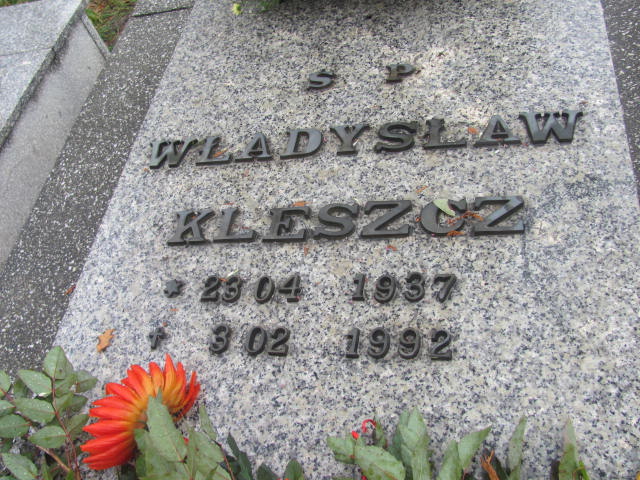 S P
WŁADYSŁAW
KLESZCZ
* 23 04 1937
✝ 3 02 1992